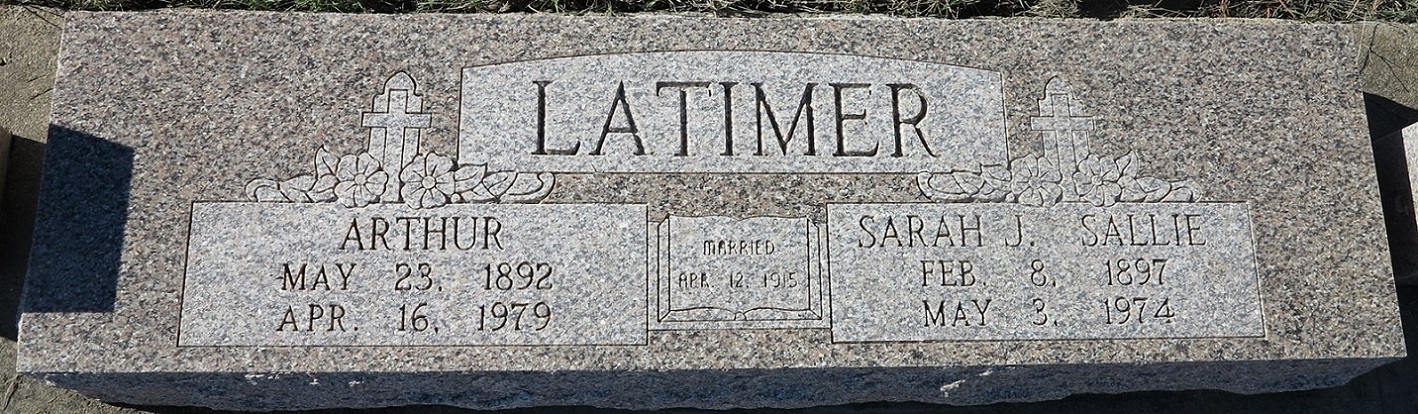 LATIMER
ARTHUR
MAY 23, 1892
APR. 16, 1979
MARRIED
APR. 12, 1915
SARAH J. SALLIE
FEB. 8, 1897
MAY 3, 1974